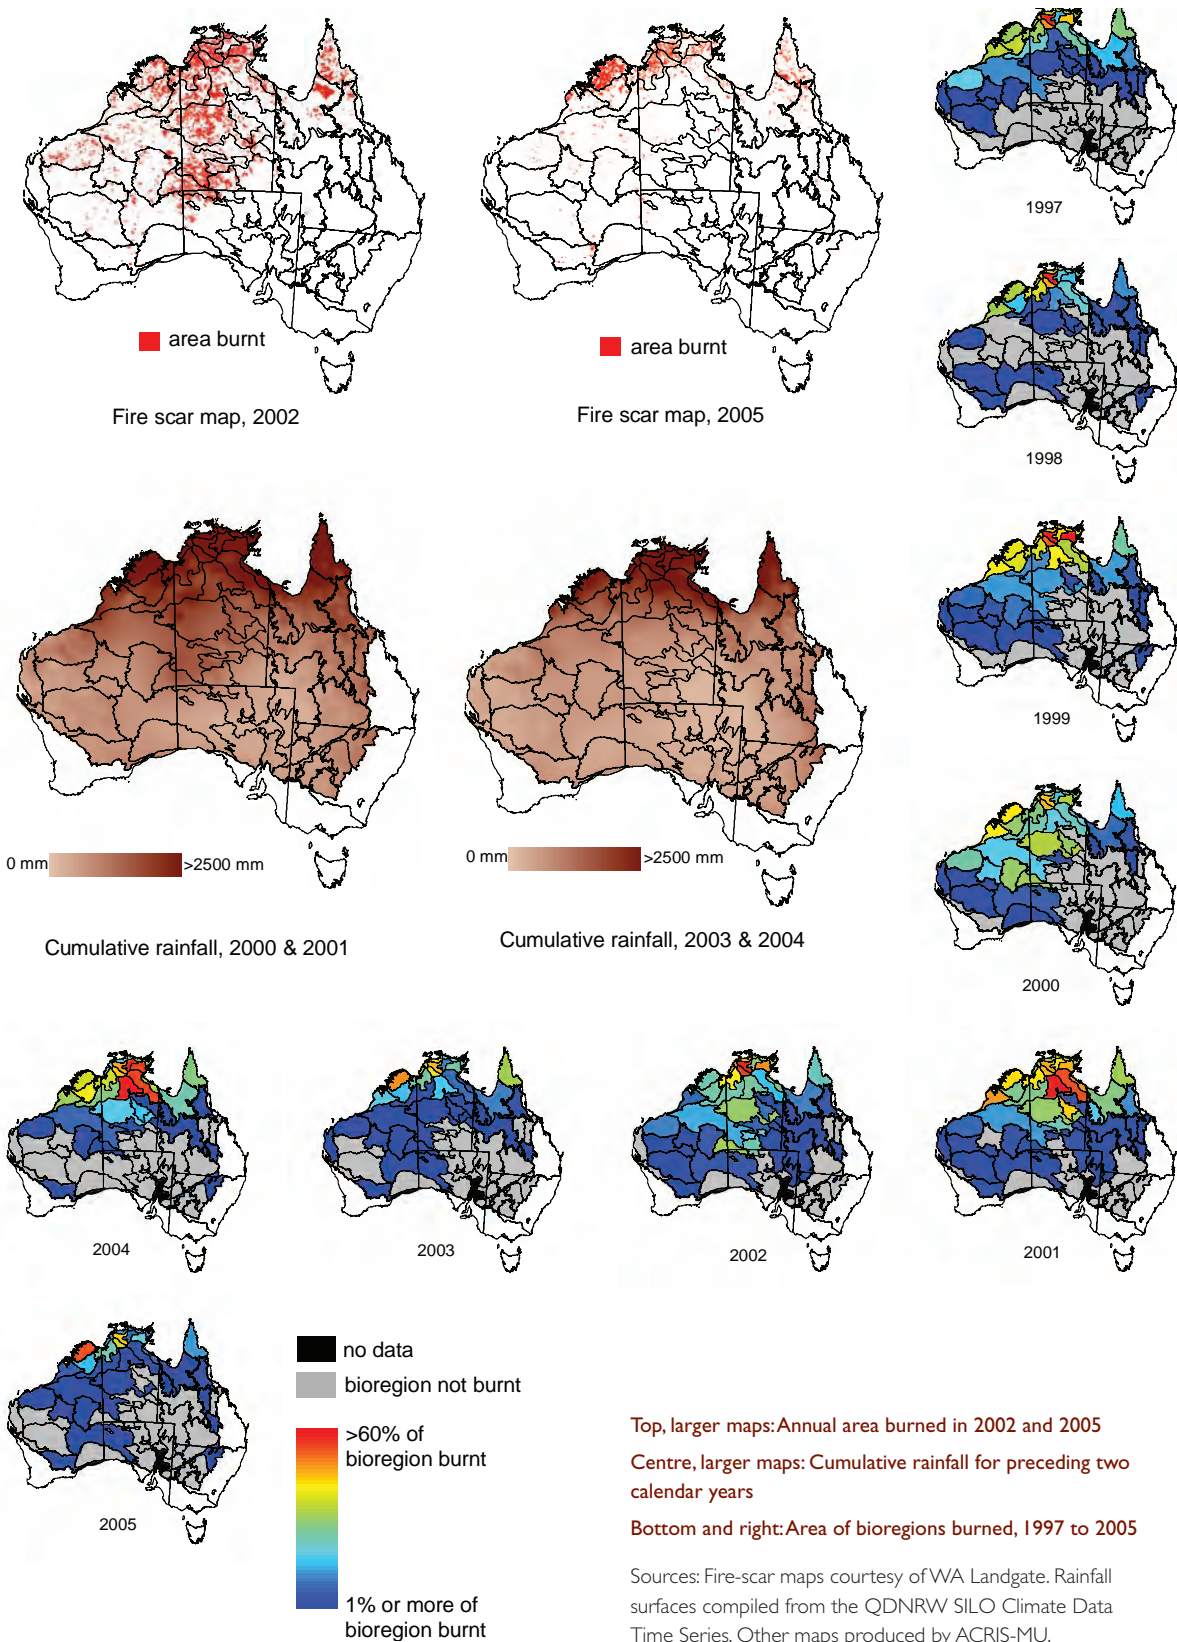 1997
area burnt
area burnt
Fire scar map, 2002
Fire scar map, 2005
1998
1999
0 mm
>2500 mm
0 mm
>2500 mm
Cumulative rainfall, 2000 & 2001
Cumulative rainfall, 2003 & 2004
2000
2004
2003
2002
2001
2005
no data
bioregion not burnt
>60% of
bioregion burnt
1% or more of
bioregion burnt
Top, larger maps: Annual area burned in 2002 and 2005
Centre, larger maps: Cumulative rainfall for preceding two
calendar years
Bottom and right: Area of bioregions burned, 1997 to 2005
Sources: Fire-scar maps courtesy of WA Landgate. Rainfall
surfaces compiled from the QDNRW SILO Climate Data
Time Series. Other maps produced by ACRIS-MU.